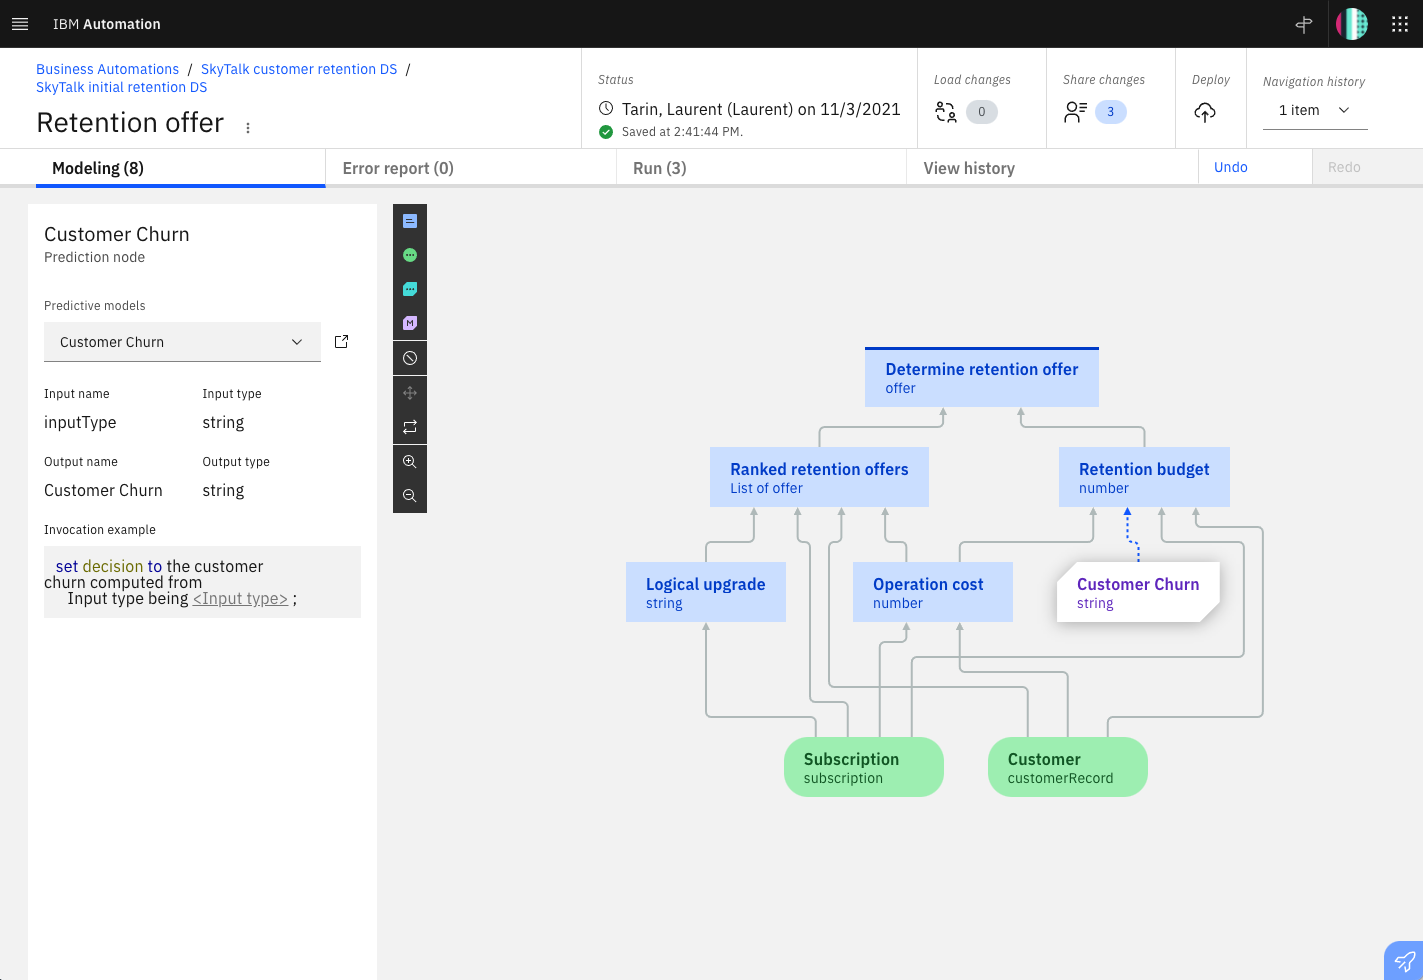 IBM Automation
Business Automations / SkyTalk customer retention DS /
SkyTalk initial retention DS
Retention offer
Status
Tarin, Laurent (Laurent) on 11/3/2021
Saved at 2:41:44 PM.
Load changes
0
Share changes
3
Deploy
Navigation history
1 item
Modeling (8)
Error report (0)
Run (3)
View history
Undo
Redo
Customer Churn
Prediction node
Predictive models
Customer Churn
Input name Input type
inputType string
Output name Output type
Customer Churn string
Invocation example
set decision to the customer
churn computed from
Input type being <Input type> ;
M
Determine retention offer
offer
Ranked retention offers
List of offer
Retention budget
number
Logical upgrade
string
Operation cost
number
Customer Churn
string
Subscription
subscription
Customer
customerRecord